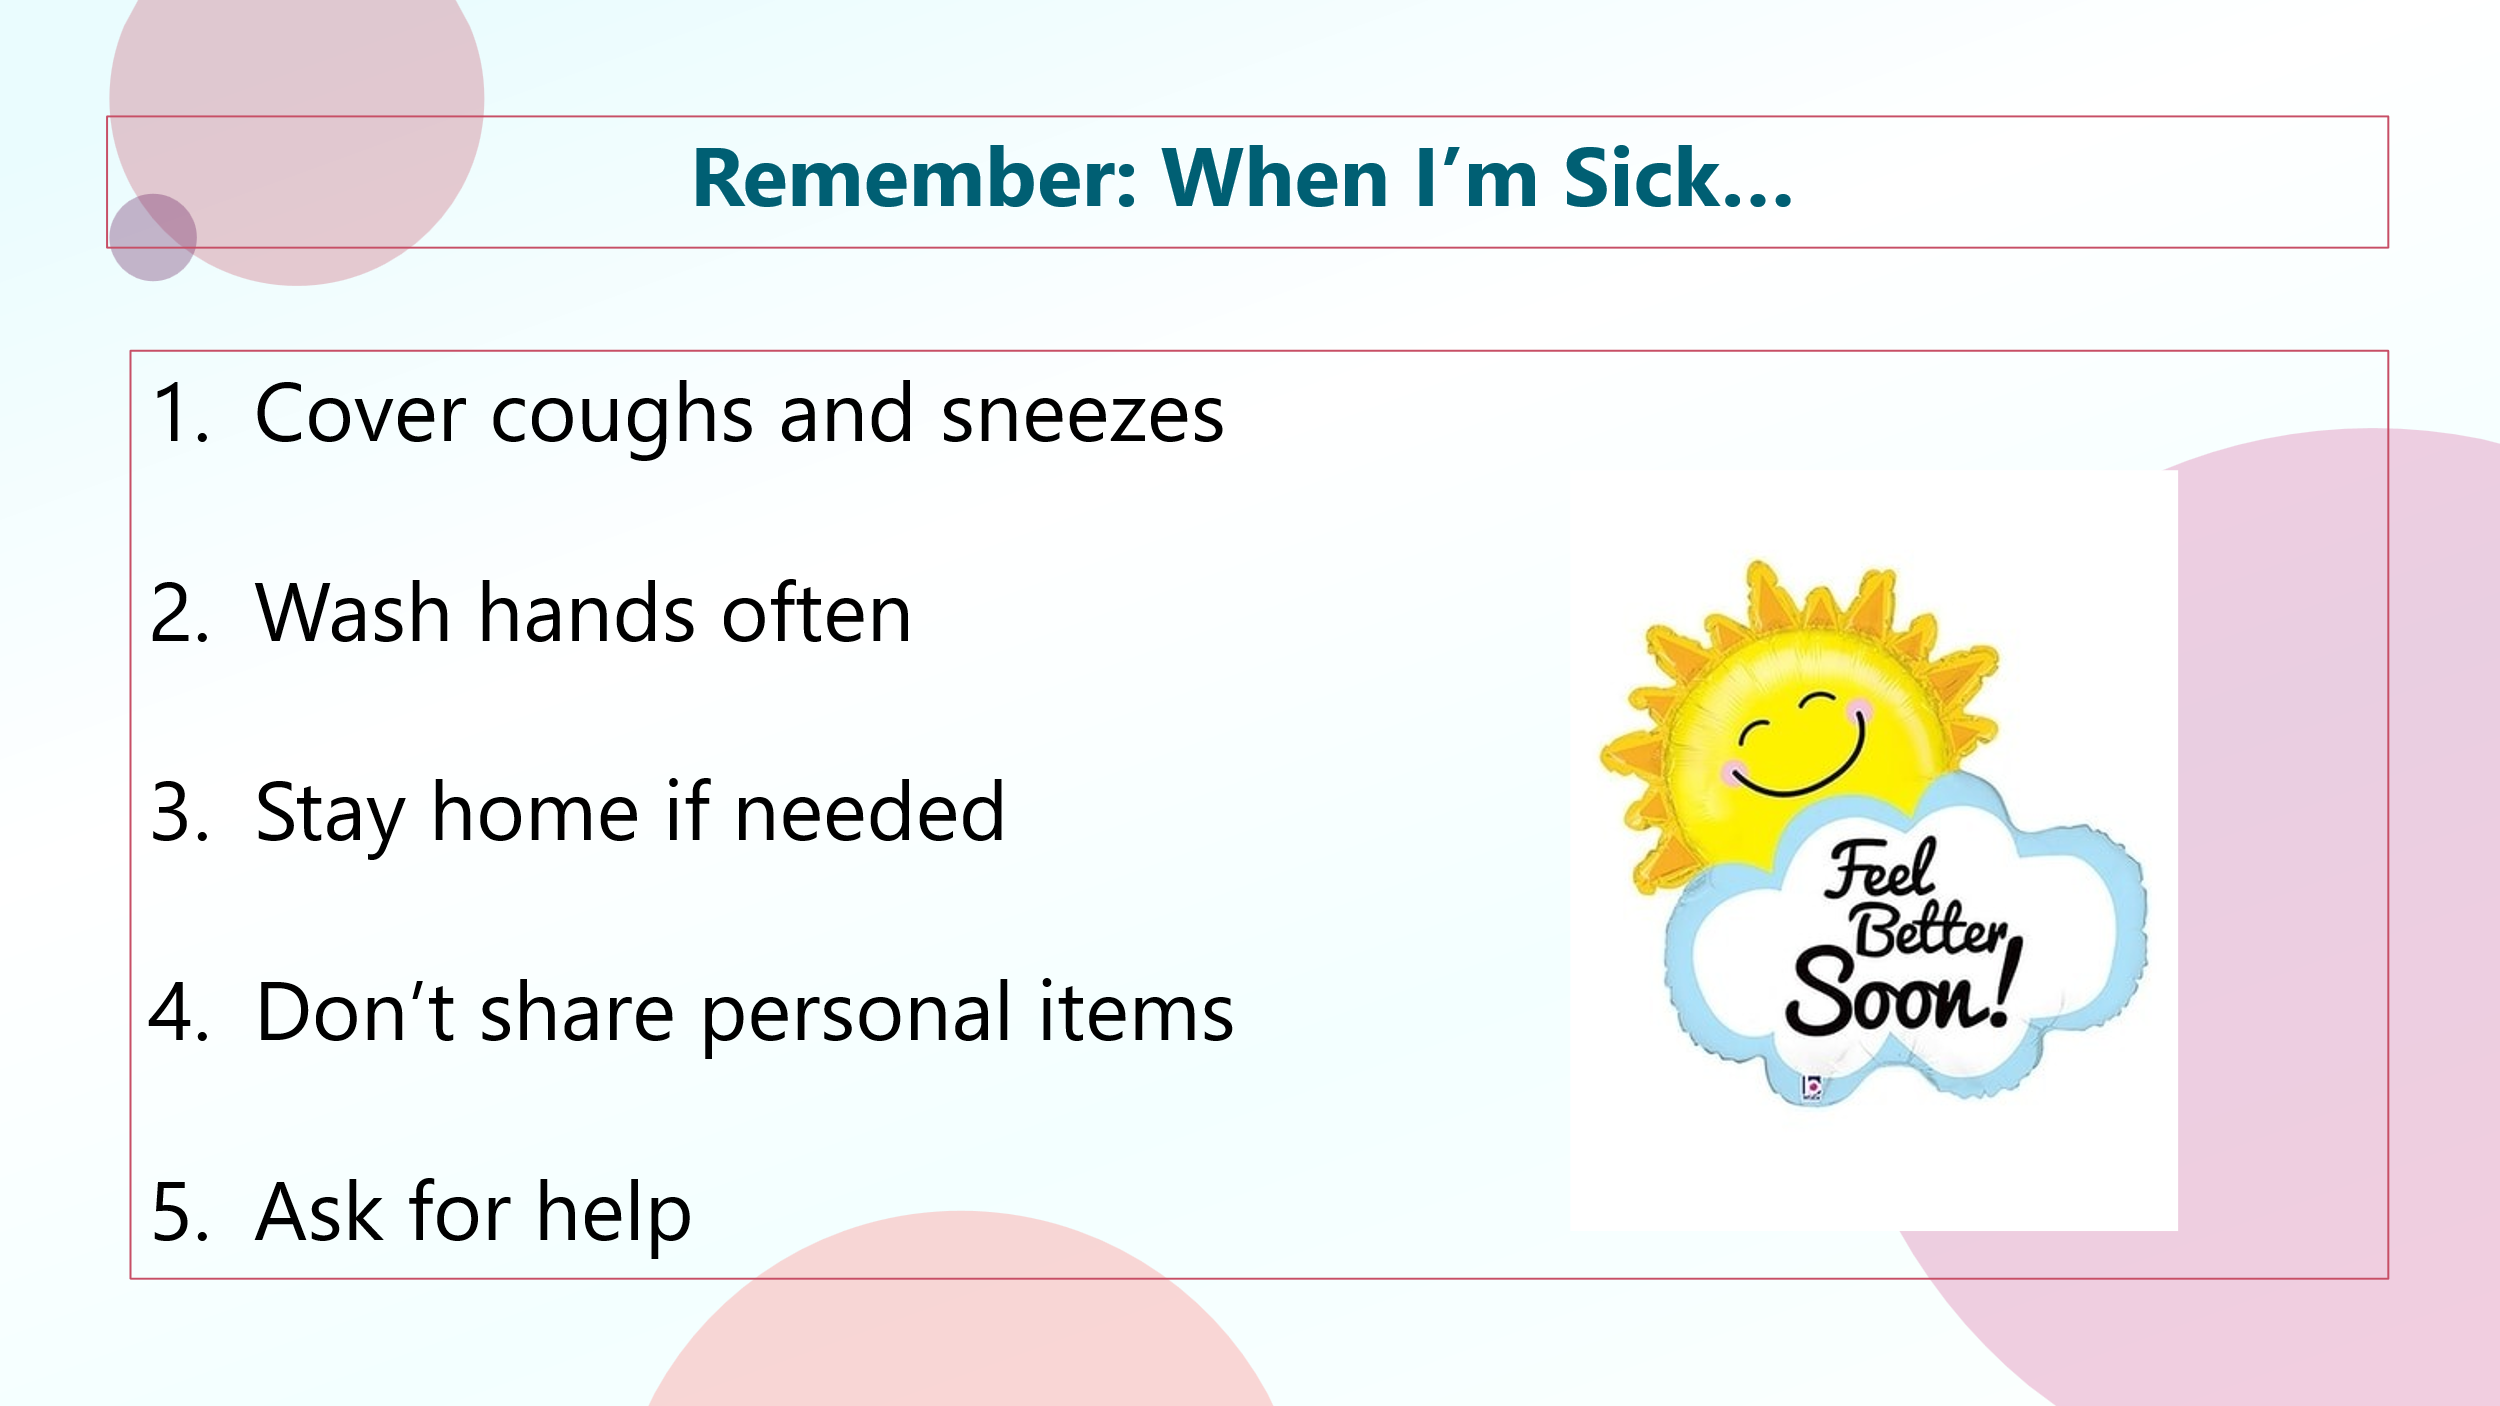 Remember: When I’m Sick...
1. Cover coughs and sneezes
2. Wash hands often
3. Stay home if needed
4. Don’t share personal items
5. Ask for help
Feel
Better
Soon!